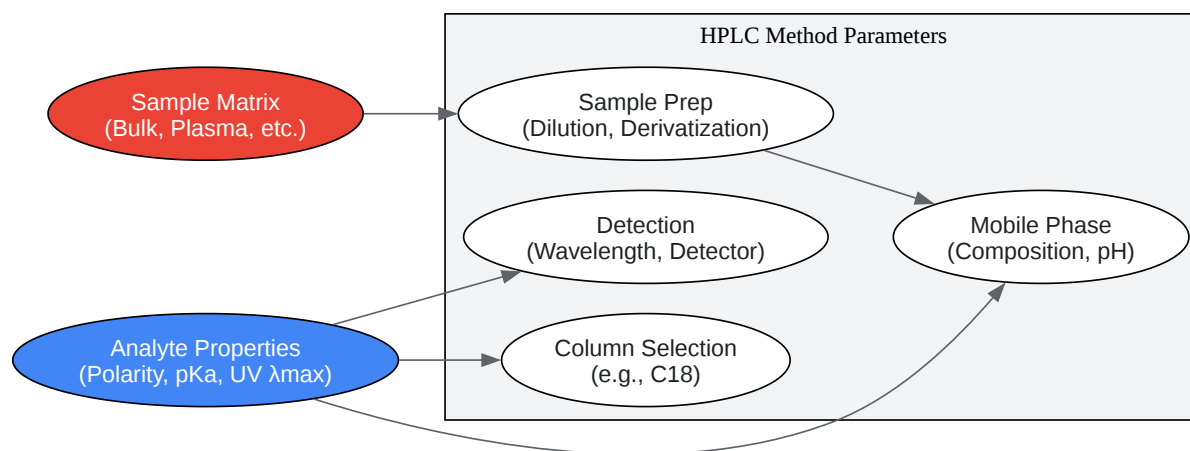 HPLC Method Parameters
Sample Matrix
(Bulk, Plasma, etc.)
Sample Prep
(Dilution, Derivatization)
Detection
(Wavelength, Detector)
Mobile Phase
(Composition, pH)
Analyte Properties
(Polarity, pKa, UV λmax)
Column Selection
(e.g., C18)